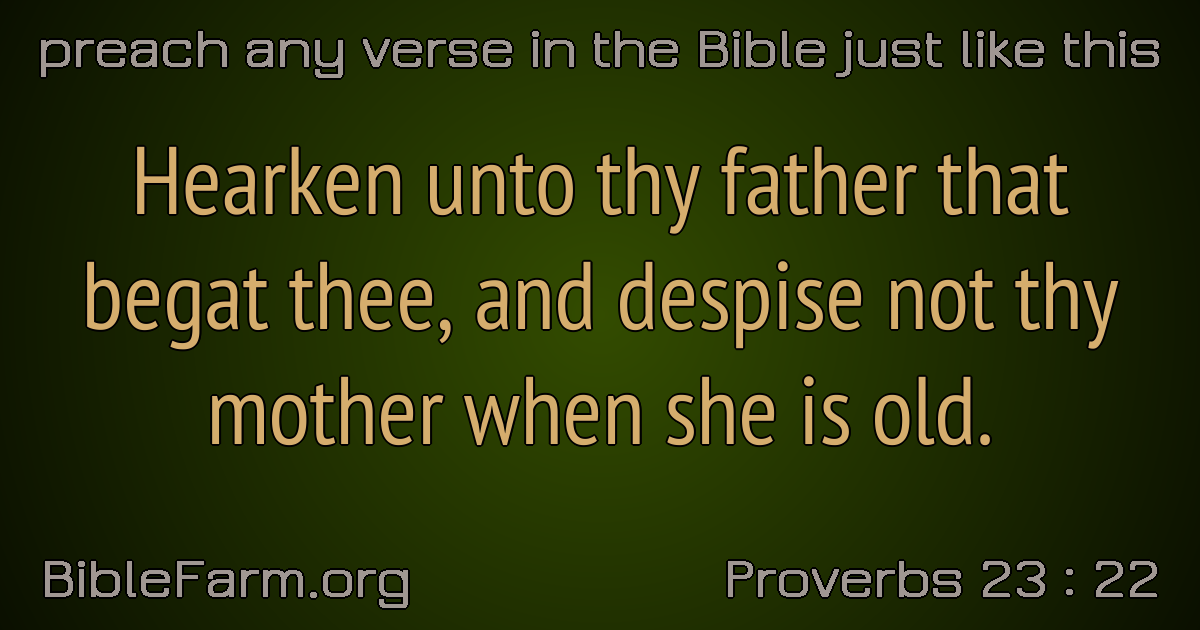 preach any verse in the Bible just like this
Hearken unto thy father that
begat thee, and despise not thy
mother when she is old.
BibleFarm.org
Proverbs 23 : 22